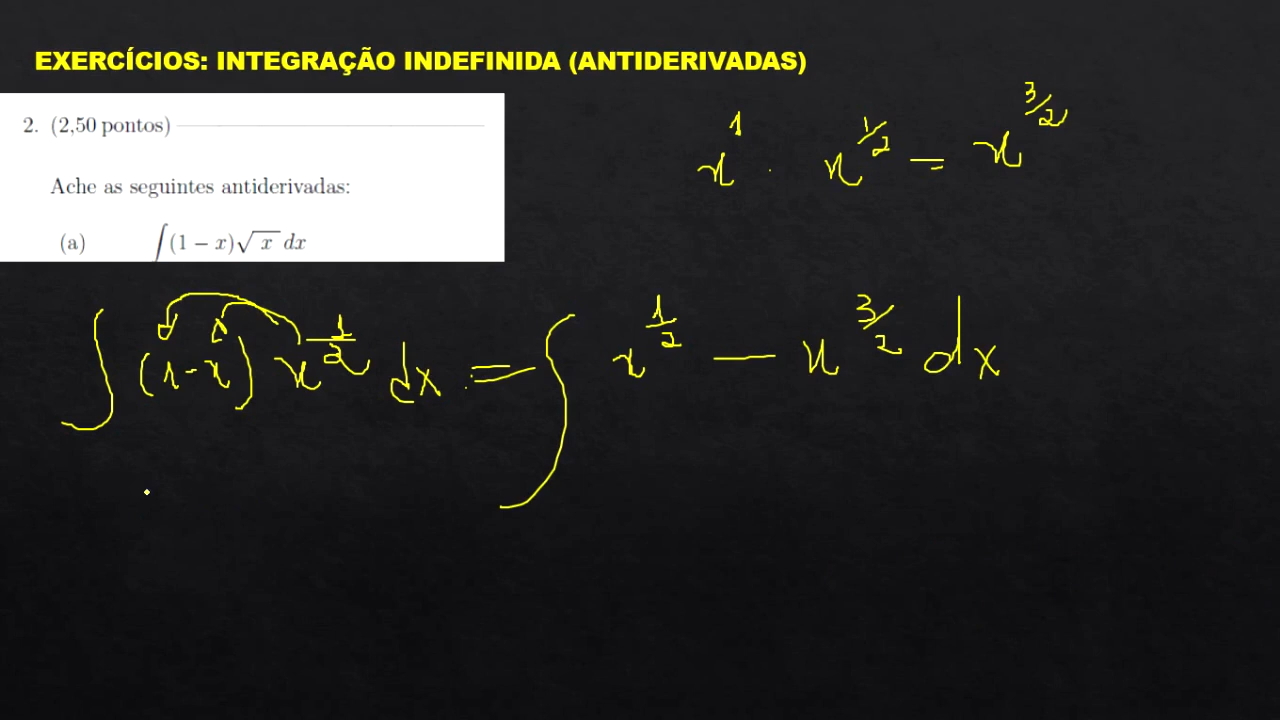 EXERCÍCIOS: INTEGRAÇÃO INDEFINIDA (ANTIDERIVADAS)
2. (2,50 pontos)
Ache as seguintes antiderivadas:
(a) ∫(1 − x)√x dx
x^1 · x^{1/2} = x^{3/2}
∫ (1-x) x^{1/2} dx = ∫ x^{1/2} − x^{3/2} dx